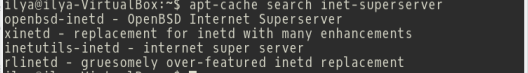 ilya@ilya-VirtualBox:~$ apt-cache search inet-superserver
openbsd-inetd - OpenBSD Internet Superserver
xinetd - replacement for inetd with many enhancements
inetutils-inetd - internet super server
rlinetd - gruesomely over-featured inetd replacement